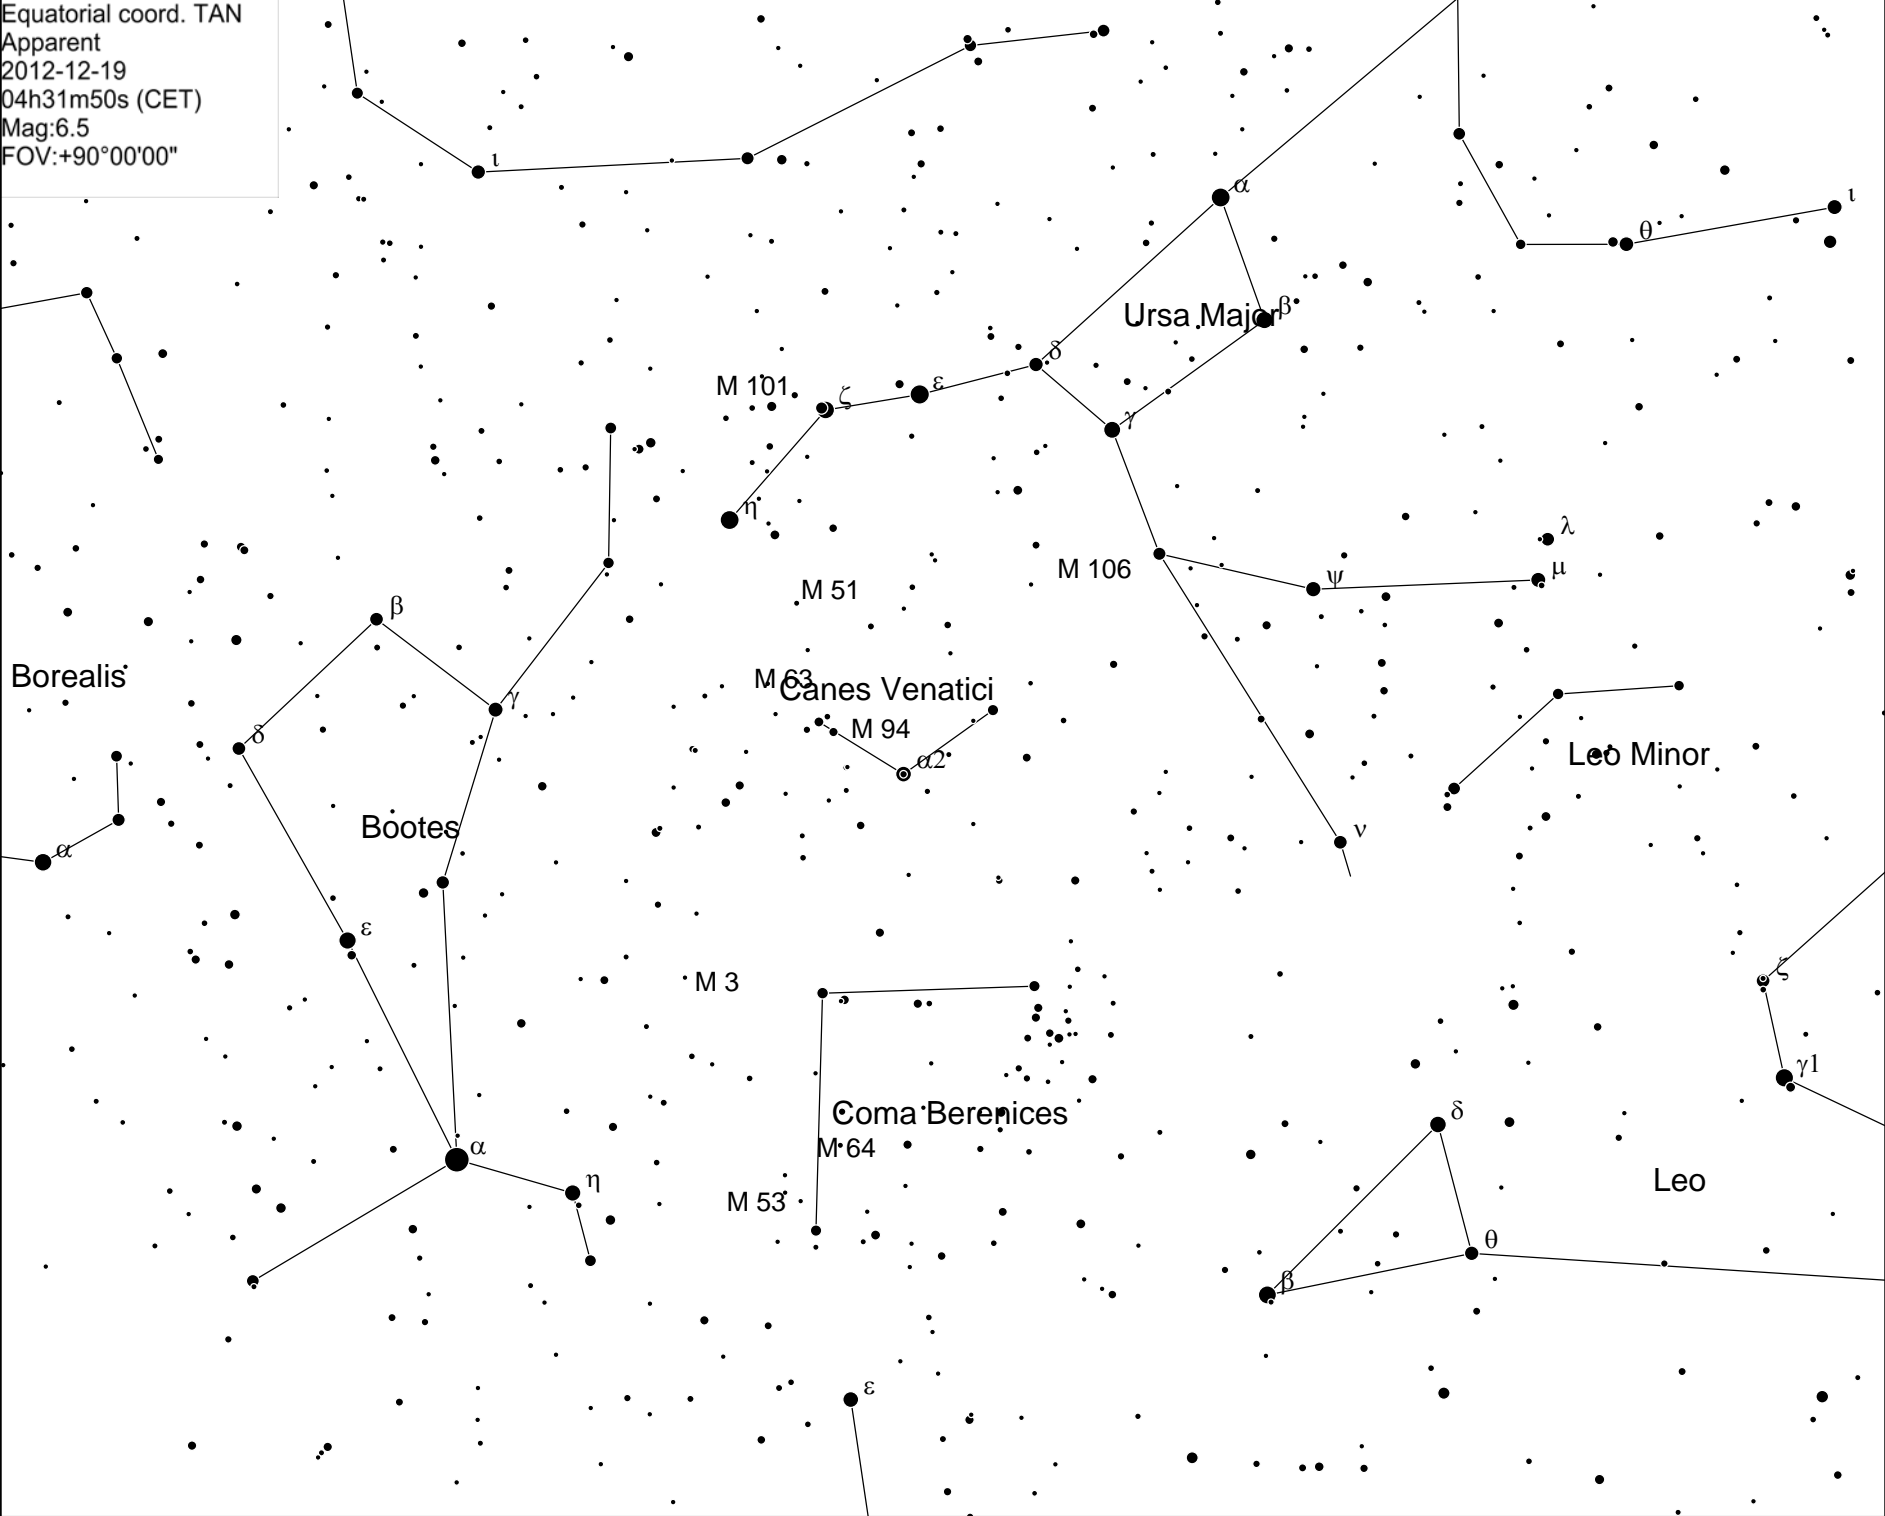 Equatorial coord. TAN
Apparent
2012-12-19
04h31m50s (CET)
Mag:6.5
FOV:+90°00'00"
ι
α
ι
θ
Ursa Major
β
δ
M 101
ζ
ε
γ
η
λ
M 106
ψ
μ
M 51
β
Borealis
M 63
Canes Venatici
γ
δ
M 94
α2
Leo Minor
Bootes
ν
α
ε
ζ
M 3
γ1
Coma Berenices
δ
α
M 64
η
Leo
M 53
θ
β
ε